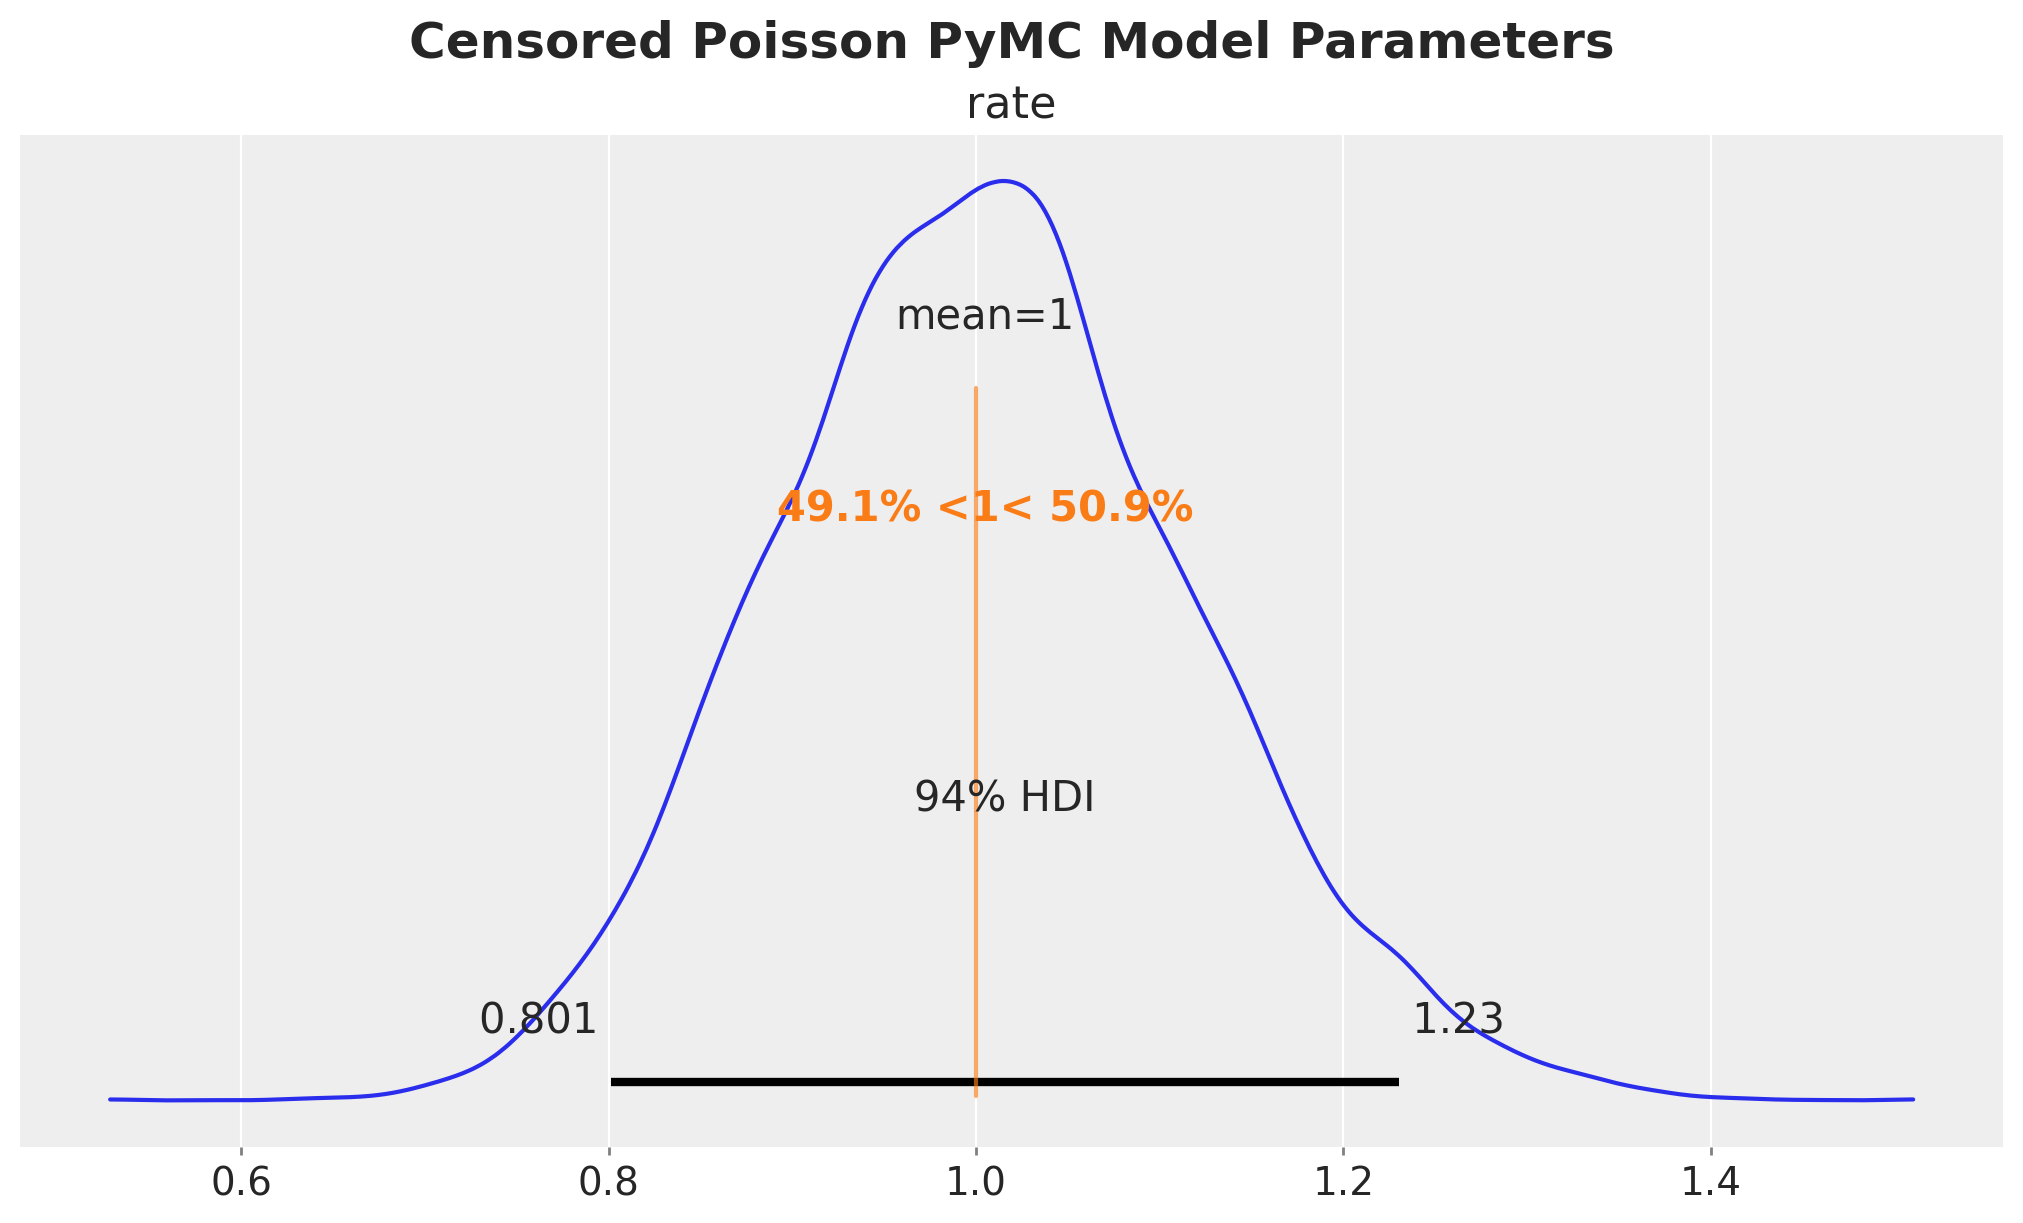 Censored Poisson PyMC Model Parameters
rate
mean=1
49.1% <1< 50.9%
94% HDI
0.801 1.23
0.6 0.8 1.0 1.2 1.4